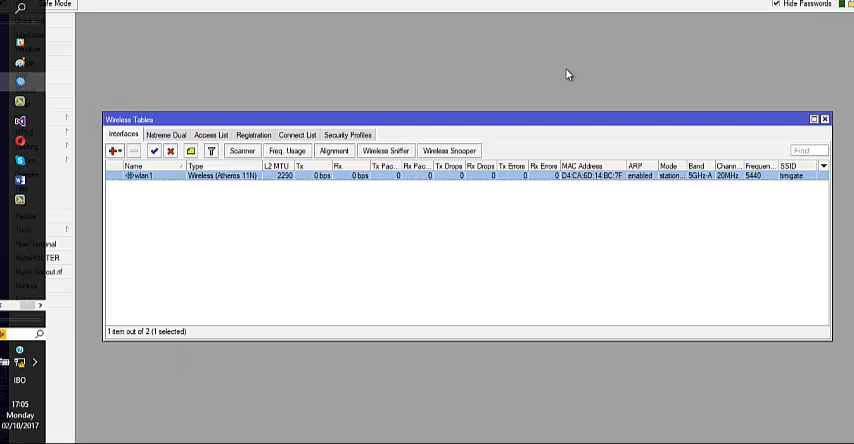 Safe Mode
Hide Passwords
Wireless Tables
Interfaces Nstreme Dual Access List Registration Connect List Security Profiles
Scanner Freq. Usage Alignment Wireless Sniffer Wireless Snooper Find
Name Type L2 MTU Tx Rx Tx Pac... Rx Pac... Tx Drops Rx Drops Tx Errors Rx Errors MAC Address ARP Mode Band Chann... Frequen... SSID
wlan1 Wireless (Atheros 11N) 2290 0 bps 0 bps 0 0 0 0 0 0 D4:CA:6D:14:BC:7F enabled station... 5GHz-A 20MHz 5440 timigate
1 item out of 2 (1 selected)
New Terminal
MetaROUTER
Make Supout.rif
Manual
IBO
17:05
Monday
02/10/2017